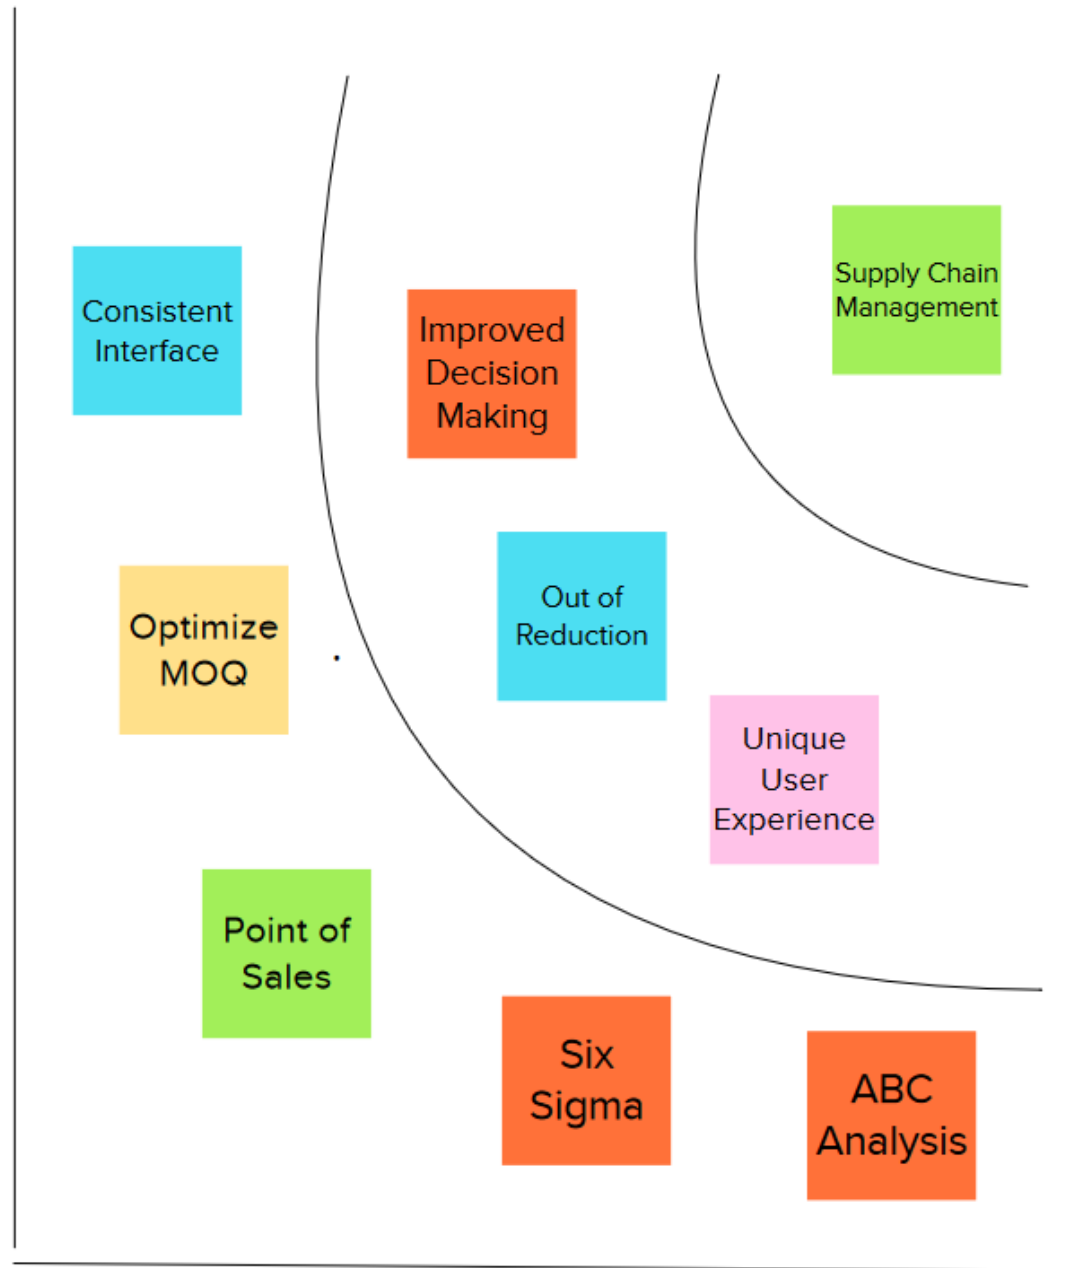 Supply Chain
Management
Consistent
Interface
Improved
Decision
Making
Out of
Reduction
Optimize
MOQ
Unique
User
Experience
Point of
Sales
Six
Sigma
ABC
Analysis